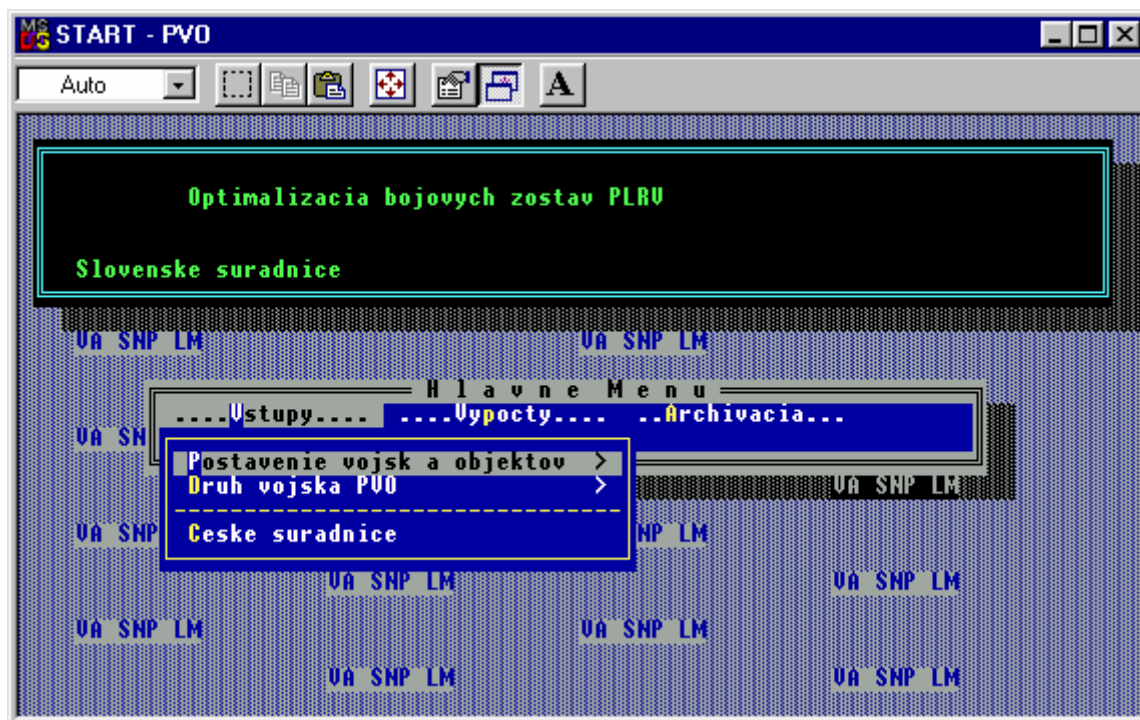 START - PVO
Auto
A
Optimalizacia bojovych zostav PLRV
Slovenske suradnice
VA SNP LM VA SNP LM
H l a v n e M e n u
....Vstupy.... ....Vypocty.... ..Archivacia...
VA SN
Postavenie vojsk a objektov >
Druh vojska PVO >
VA SNP LM
Ceske suradnice
VA SNP NP LM
VA SNP LM VA SNP LM
VA SNP LM VA SNP LM
VA SNP LM VA SNP LM